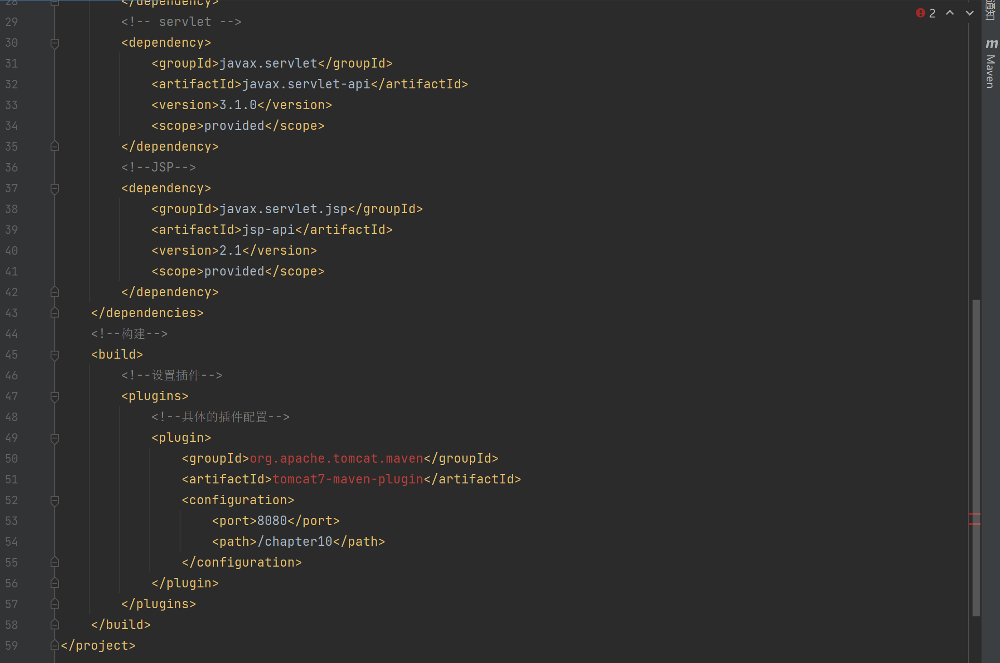 28 </dependency>
29 <!-- servlet -->
30 <dependency>
31 <groupId>javax.servlet</groupId>
32 <artifactId>javax.servlet-api</artifactId>
33 <version>3.1.0</version>
34 <scope>provided</scope>
35 </dependency>
36 <!--JSP-->
37 <dependency>
38 <groupId>javax.servlet.jsp</groupId>
39 <artifactId>jsp-api</artifactId>
40 <version>2.1</version>
41 <scope>provided</scope>
42 </dependency>
43 </dependencies>
44 <!--构建-->
45 <build>
46 <!--设置插件-->
47 <plugins>
48 <!--具体的插件配置-->
49 <plugin>
50 <groupId>org.apache.tomcat.maven</groupId>
51 <artifactId>tomcat7-maven-plugin</artifactId>
52 <configuration>
53 <port>8080</port>
54 <path>/chapter10</path>
55 </configuration>
56 </plugin>
57 </plugins>
58 </build>
59 </project>
2
通知
m Maven